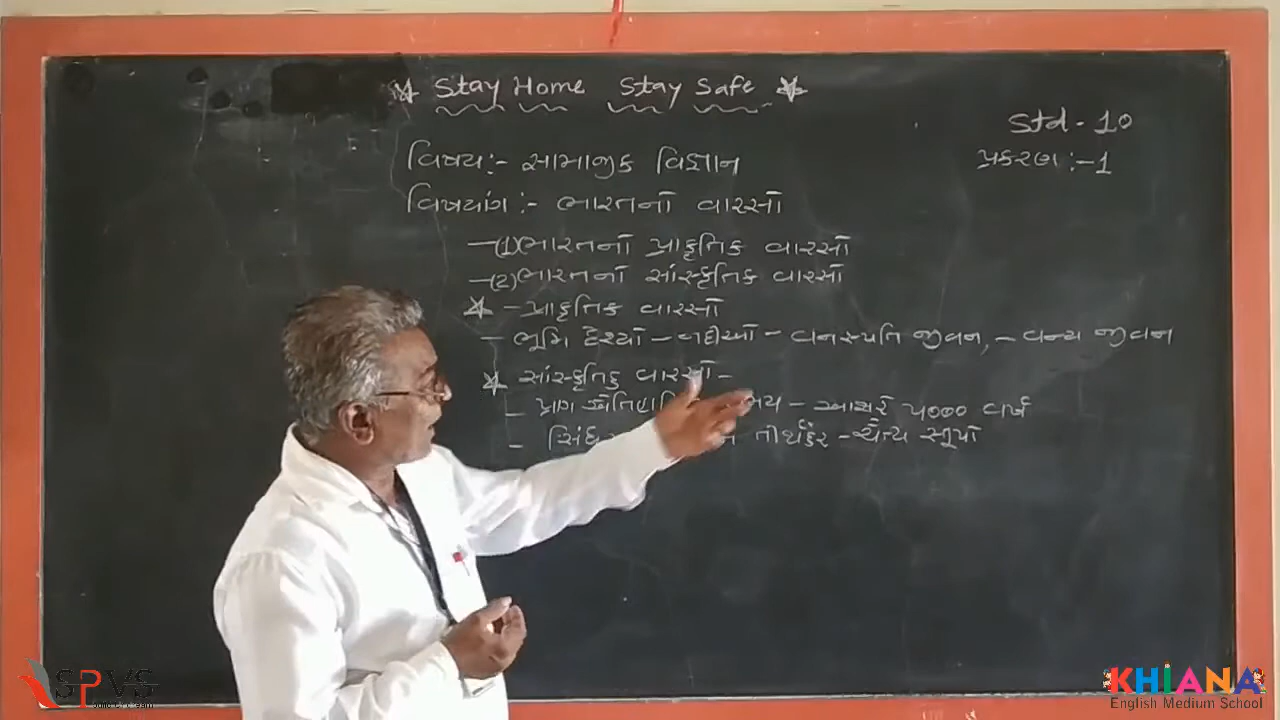 Stay Home Stay Safe
Std - 10
વિષય :- સામાજીક વિજ્ઞાન
પ્રકરણ :- 1
વિષયાંગ :- ભારતનો વારસો
- (1) ભારતનો પ્રાકૃતિક વારસો
- (2) ભારતનો સાંસ્કૃતિક વારસો
- પ્રાકૃતિક વારસો
- ભૂમિ દૃશ્યો - નદીઓ - વનસ્પતિ જીવન, - વન્ય જીવન
સાંસ્કૃતિક વારસો -
- પ્રાગ - આશરે ૫૦૦૦ વર્ષ
- તીર્થંકર - ચૈત્ય સ્તૂપો
SPVS
KHIANA
English Medium School